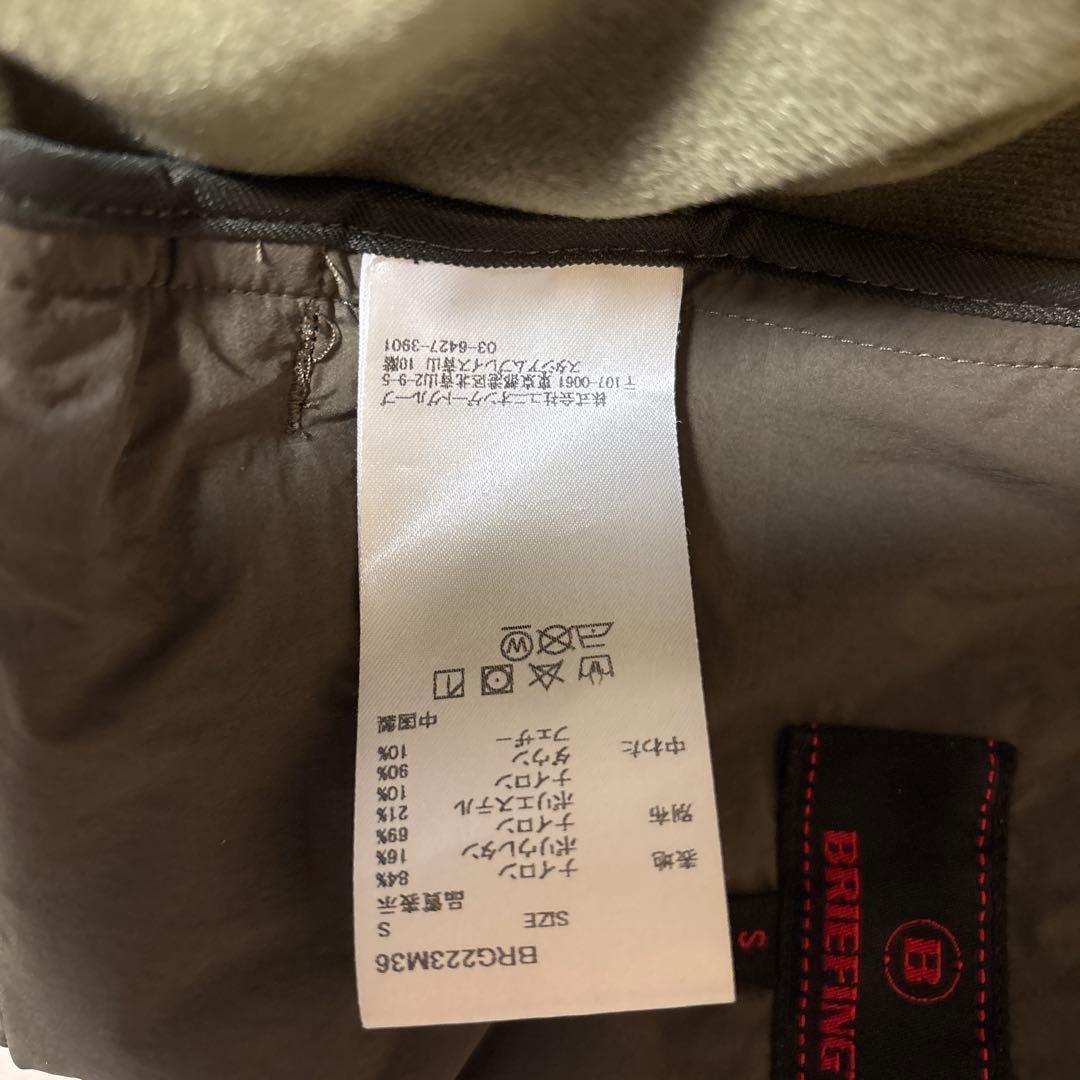 BRG223M36
SIZE S
品質表示
表地 ナイロン 84%
ポリウレタン 16%
別布 ナイロン 69%
ポリエステル 21%
ナイロン 10%
中わた ダウン 90%
フェザー 10%
中国製
W
株式会社ユニオンゲートグループ
〒107-0061 東京都港区北青山2-9-5
スタジアムプレイス青山 10階
03-6427-3901
B
BRIEFING
S